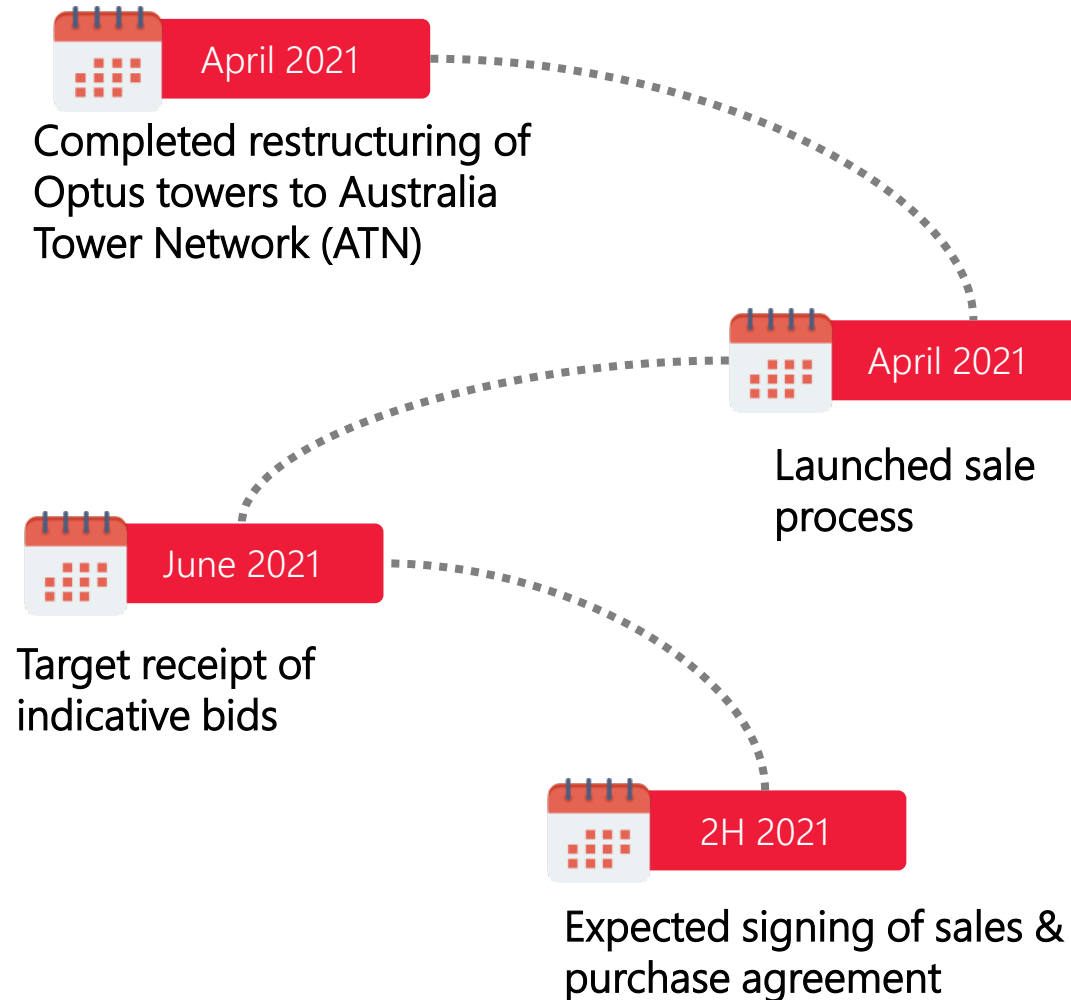 April 2021
Completed restructuring of
Optus towers to Australia
Tower Network (ATN)
April 2021
Launched sale
process
June 2021
Target receipt of
indicative bids
2H 2021
Expected signing of sales &
purchase agreement